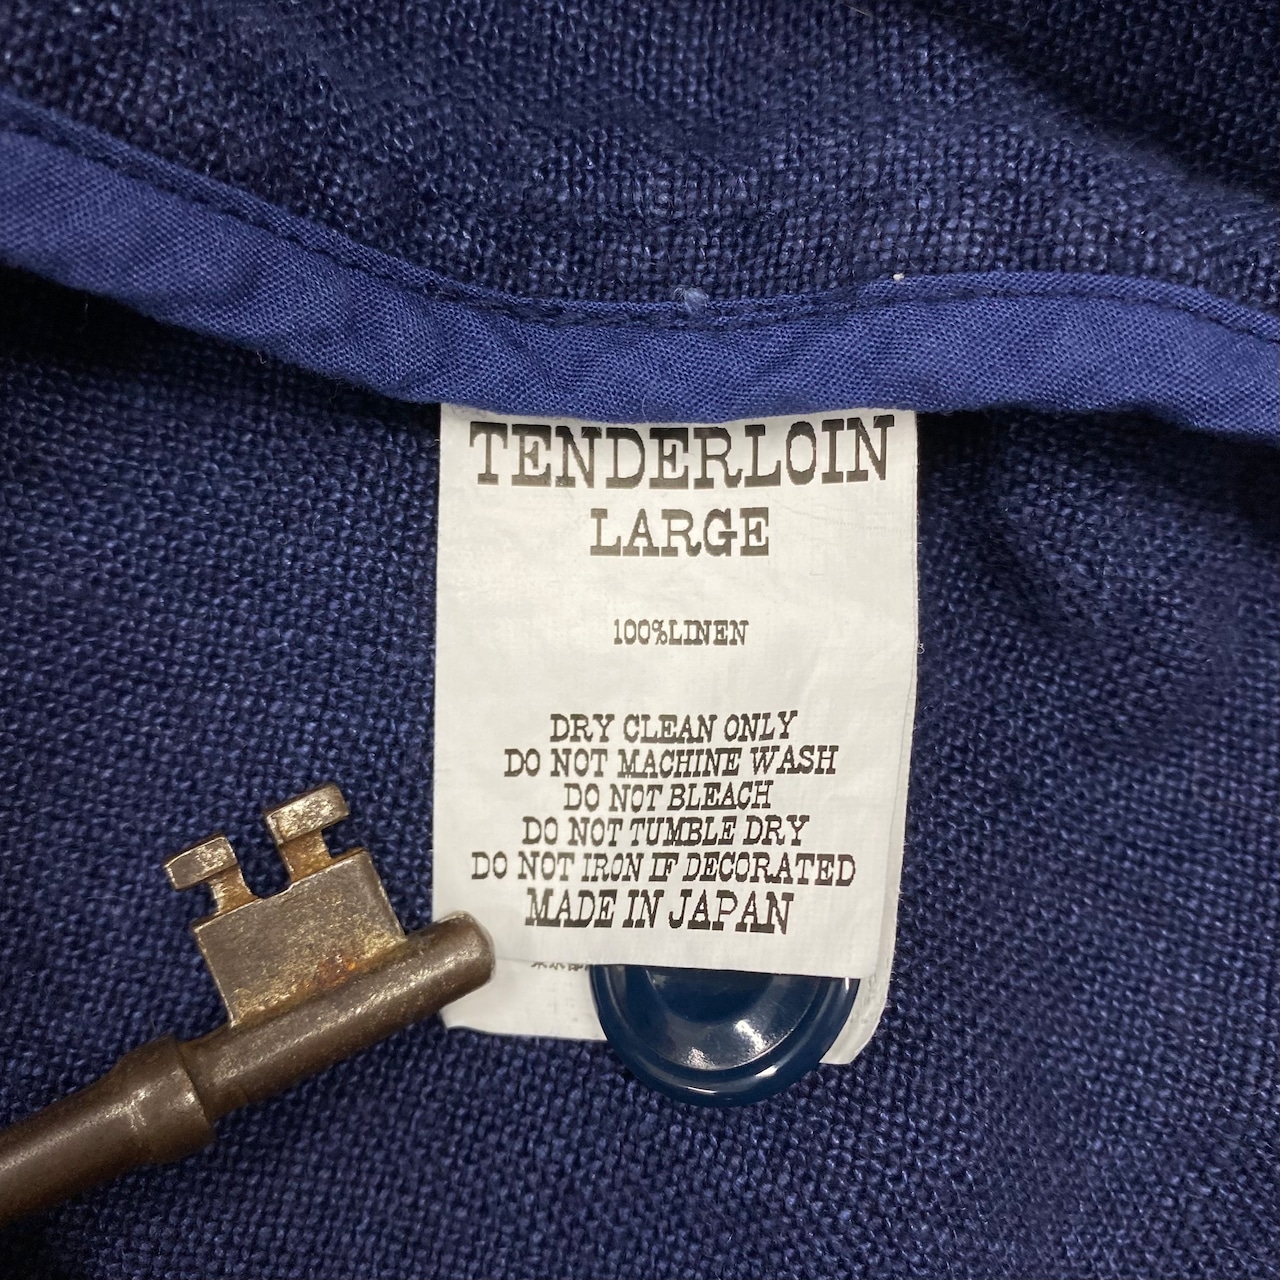 TENDERLOIN
LARGE
100%LINEN
DRY CLEAN ONLY
DO NOT MACHINE WASH
DO NOT BLEACH
DO NOT TUMBLE DRY
DO NOT IRON IF DECORATED
MADE IN JAPAN